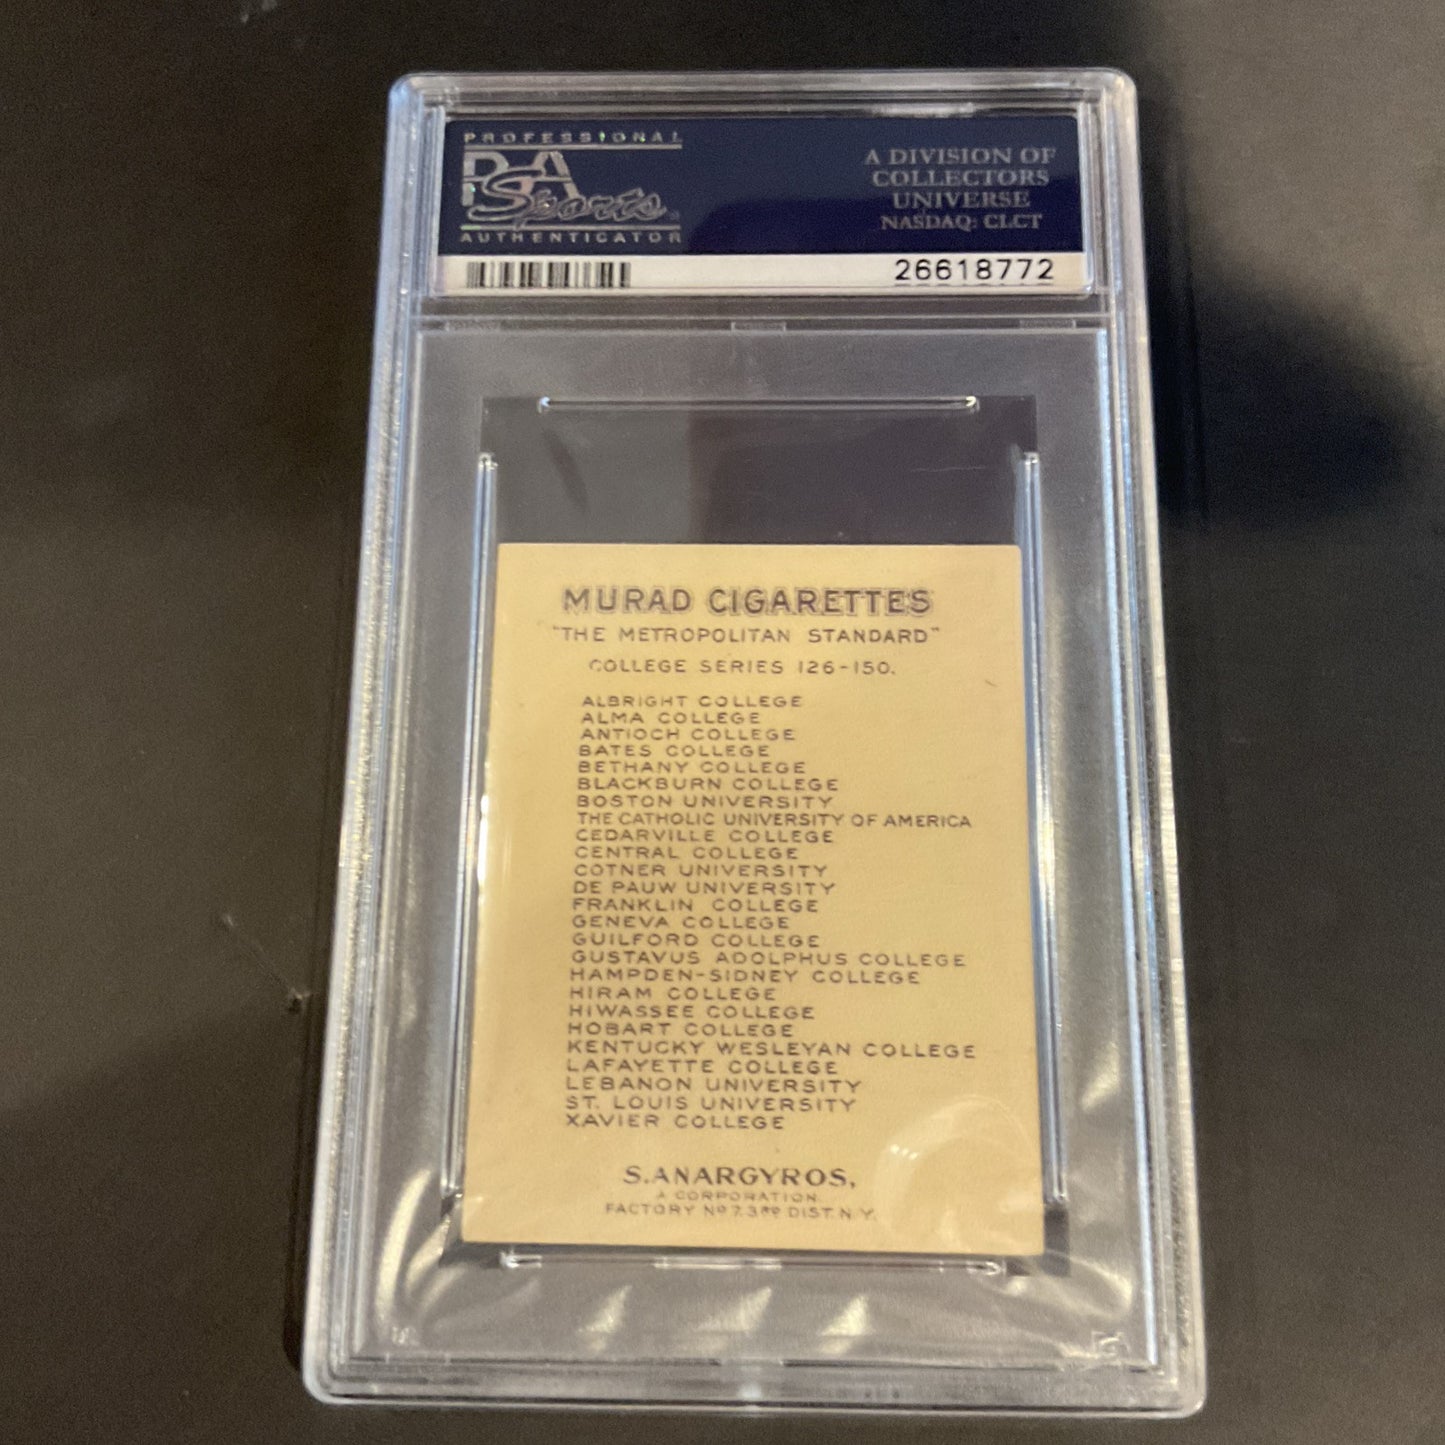 PROFESSIONAL
PSA
Sports
AUTHENTICATOR
A DIVISION OF
COLLECTORS
UNIVERSE
NASDAQ: CLCT
26618772
MURAD CIGARETTES
"THE METROPOLITAN STANDARD"
COLLEGE SERIES 126-150.
ALBRIGHT COLLEGE
ALMA COLLEGE
ANTIOCH COLLEGE
BATES COLLEGE
BETHANY COLLEGE
BLACKBURN COLLEGE
BOSTON UNIVERSITY
THE CATHOLIC UNIVERSITY OF AMERICA
CEDARVILLE COLLEGE
CENTRAL COLLEGE
COTNER UNIVERSITY
DE PAUW UNIVERSITY
FRANKLIN COLLEGE
GENEVA COLLEGE
GUILFORD COLLEGE
GUSTAVUS ADOLPHUS COLLEGE
HAMPDEN-SIDNEY COLLEGE
HIRAM COLLEGE
HIWASSEE COLLEGE
HOBART COLLEGE
KENTUCKY WESLEYAN COLLEGE
LAFAYETTE COLLEGE
LEBANON UNIVERSITY
ST. LOUIS UNIVERSITY
XAVIER COLLEGE
S. ANARGYROS,
A CORPORATION
FACTORY No 7. 3RD DIST. N.Y.